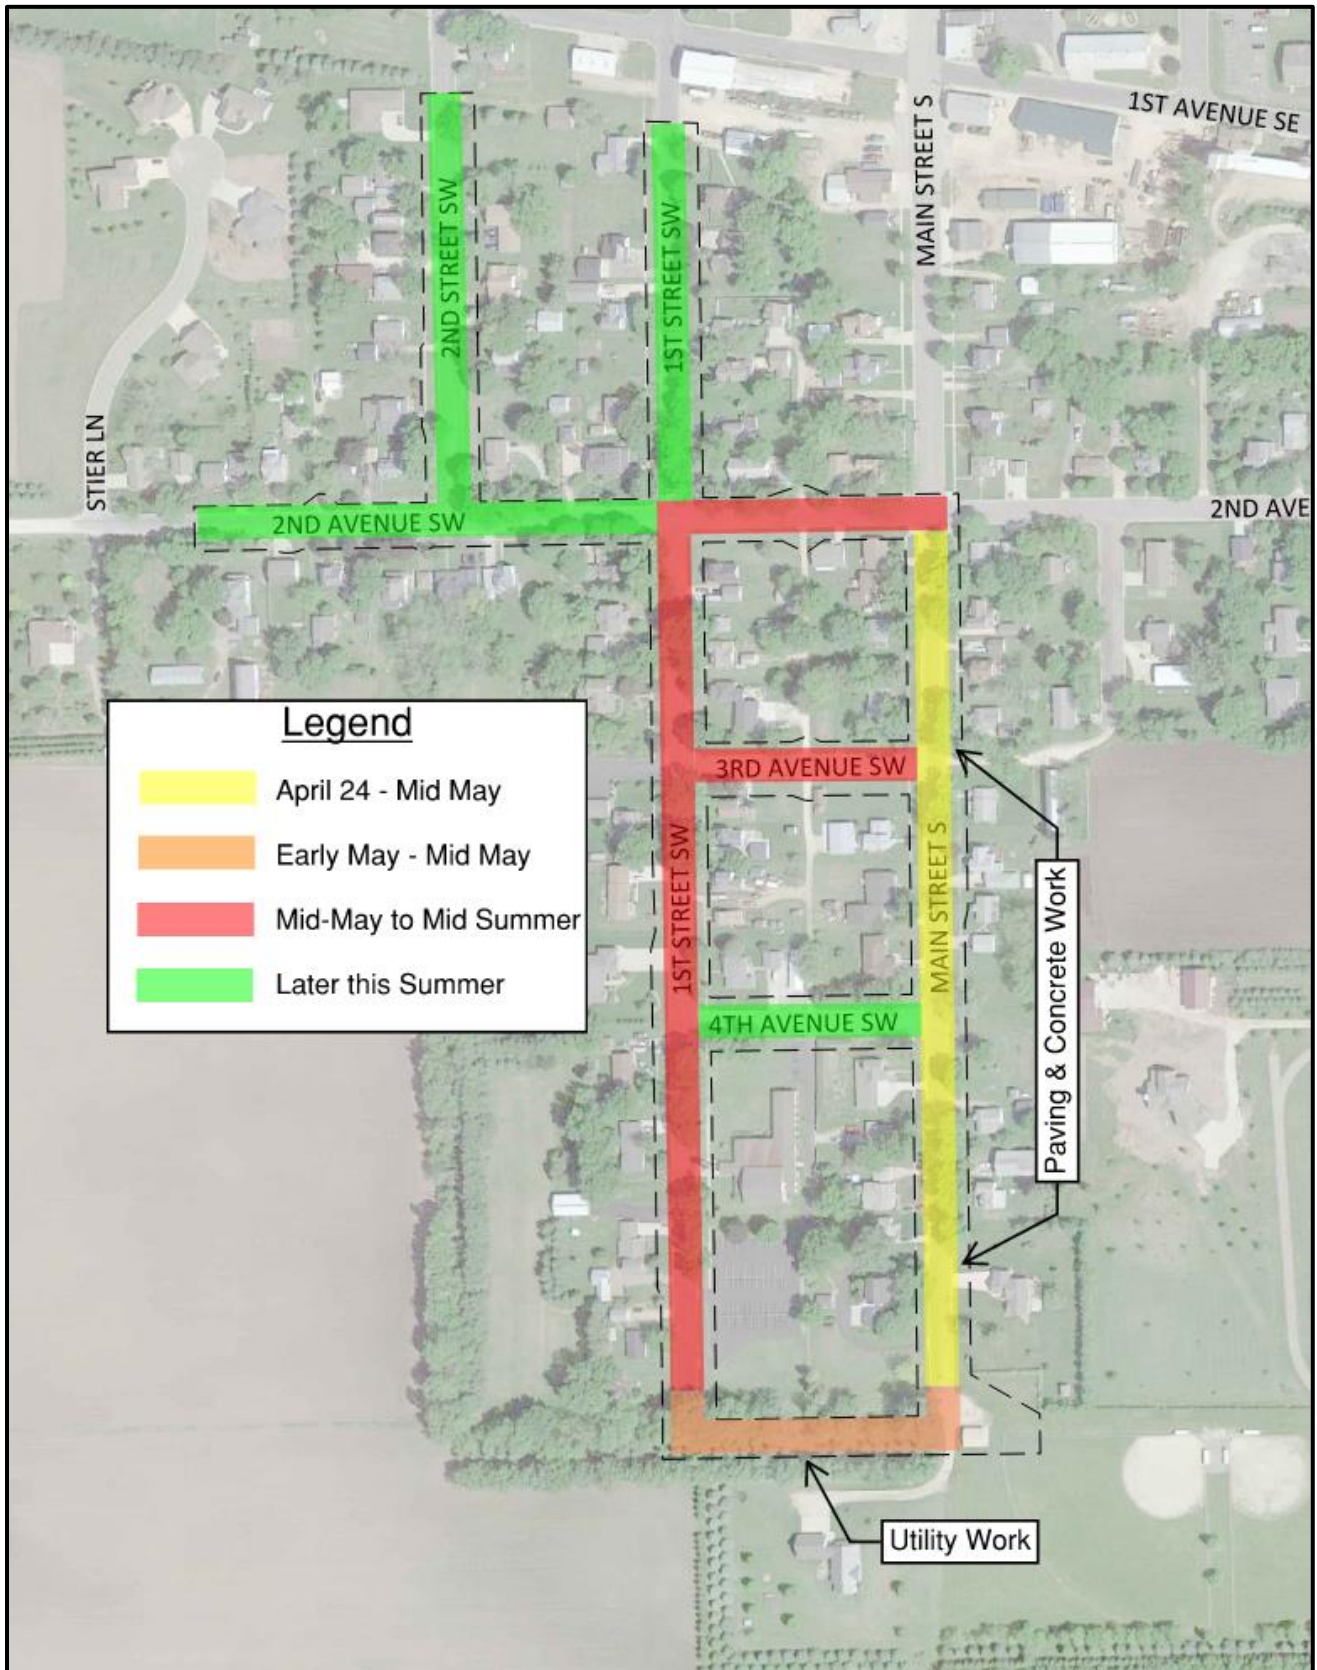 1ST AVENUE SE
MAIN STREET S
2ND STREET SW
1ST STREET SW
STIER LN
2ND AVENUE SW
2ND AVE
Legend
April 24 - Mid May
Early May - Mid May
Mid-May to Mid Summer
Later this Summer
3RD AVENUE SW
1ST STREET SW
MAIN STREET S
4TH AVENUE SW
Paving & Concrete Work
Utility Work